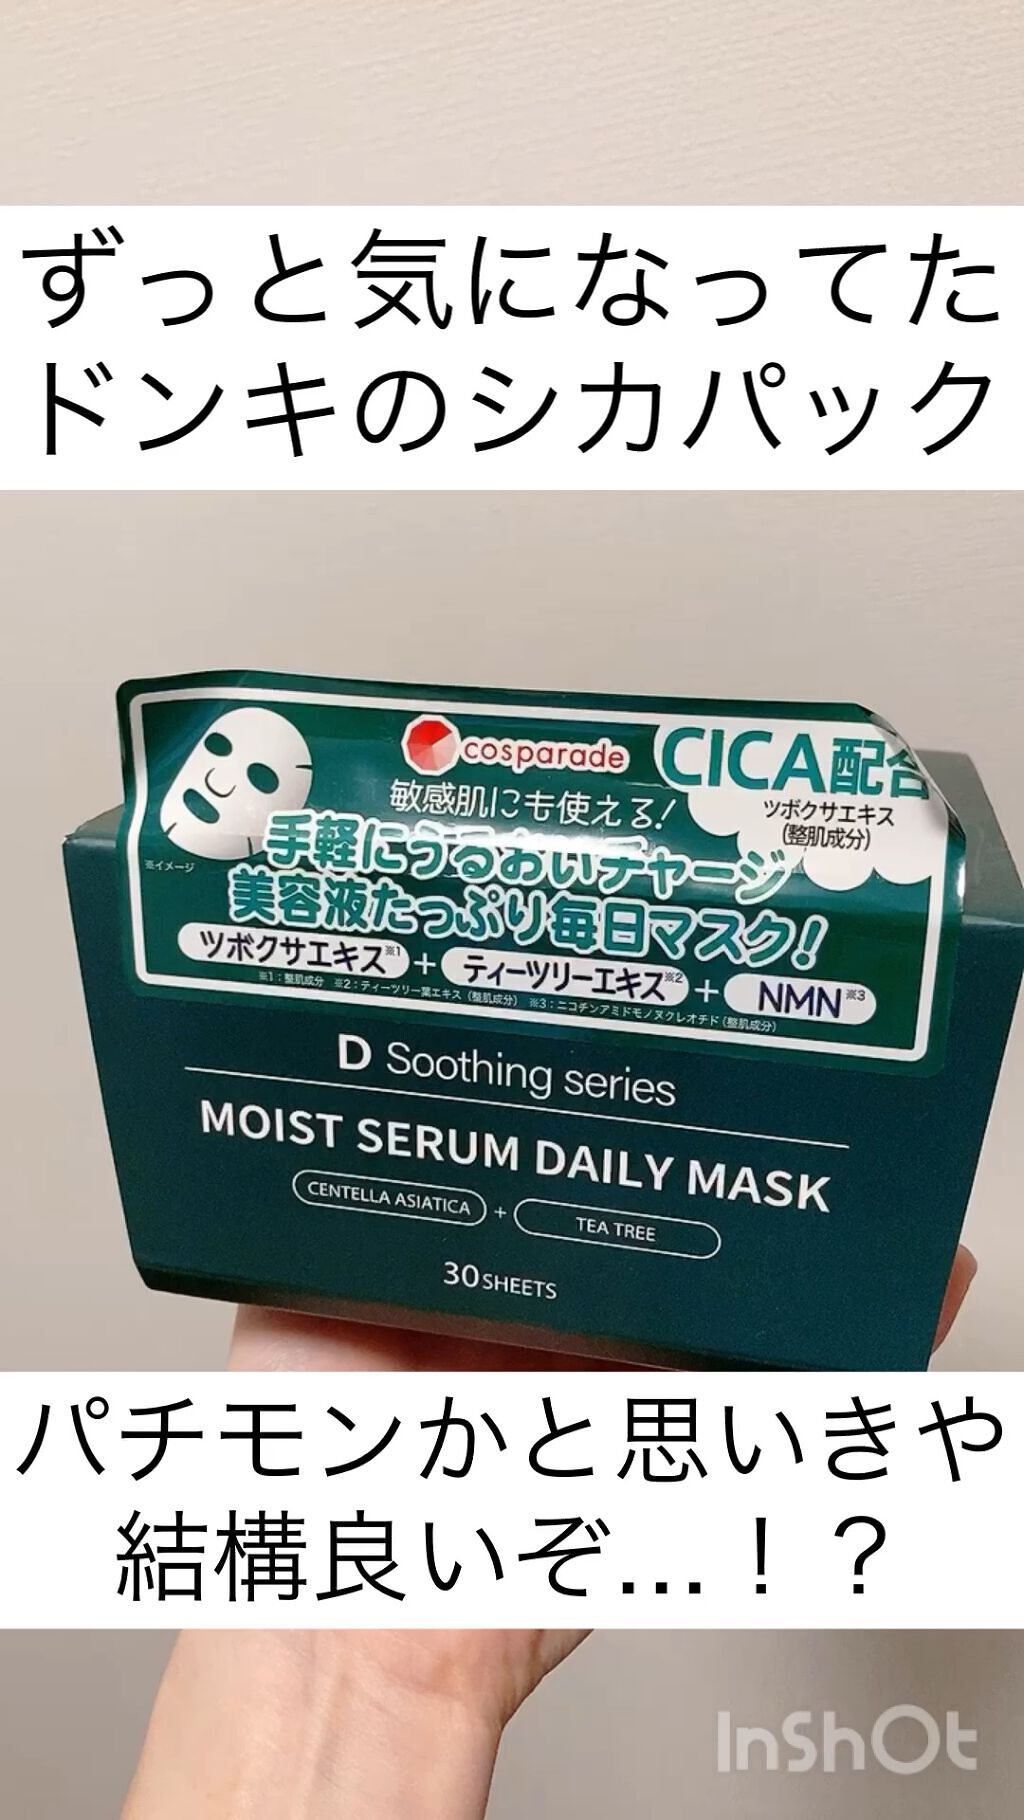 ずっと気になってた
ドンキのシカパック
cosparade
CICA配合
ツボクサエキス
(整肌成分)
敏感肌にも使える!
手軽にうるおいチャージ
美容液たっぷり毎日マスク!
※イメージ
ツボクサエキス※1 + ティーツリーエキス※2 + NMN※3
※1:整肌成分 ※2:ティーツリー葉エキス(整肌成分) ※3:ニコチンアミドモノヌクレオチド(整肌成分)
D Soothing series
MOIST SERUM DAILY MASK
CENTELLA ASIATICA + TEA TREE
30 SHEETS
パチモンかと思いきや
結構良いぞ...！？
InShOt